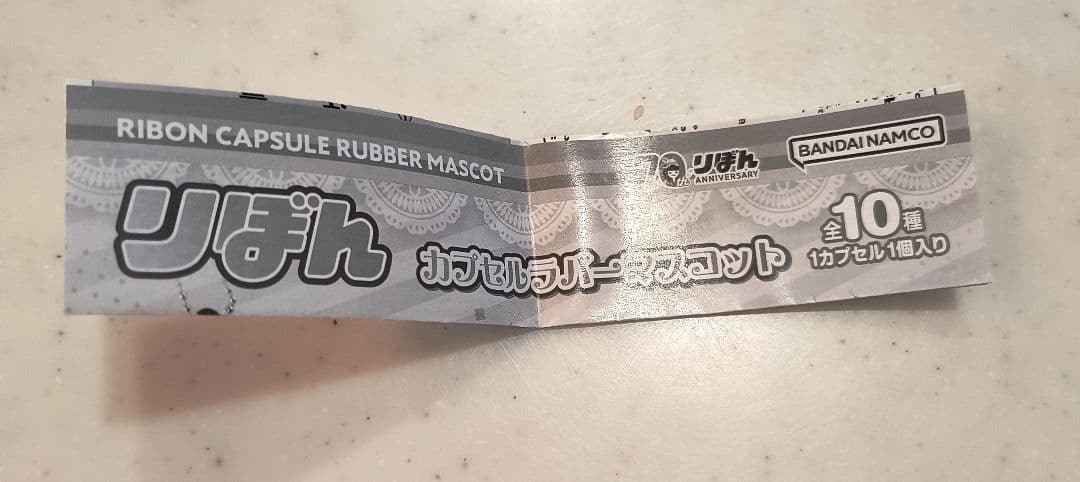 RIBON CAPSULE RUBBER MASCOT
りぼん
ANNIVERSARY
BANDAI NAMCO
りぼん
カプセルラバーマスコット
全10種
1カプセル1個入り